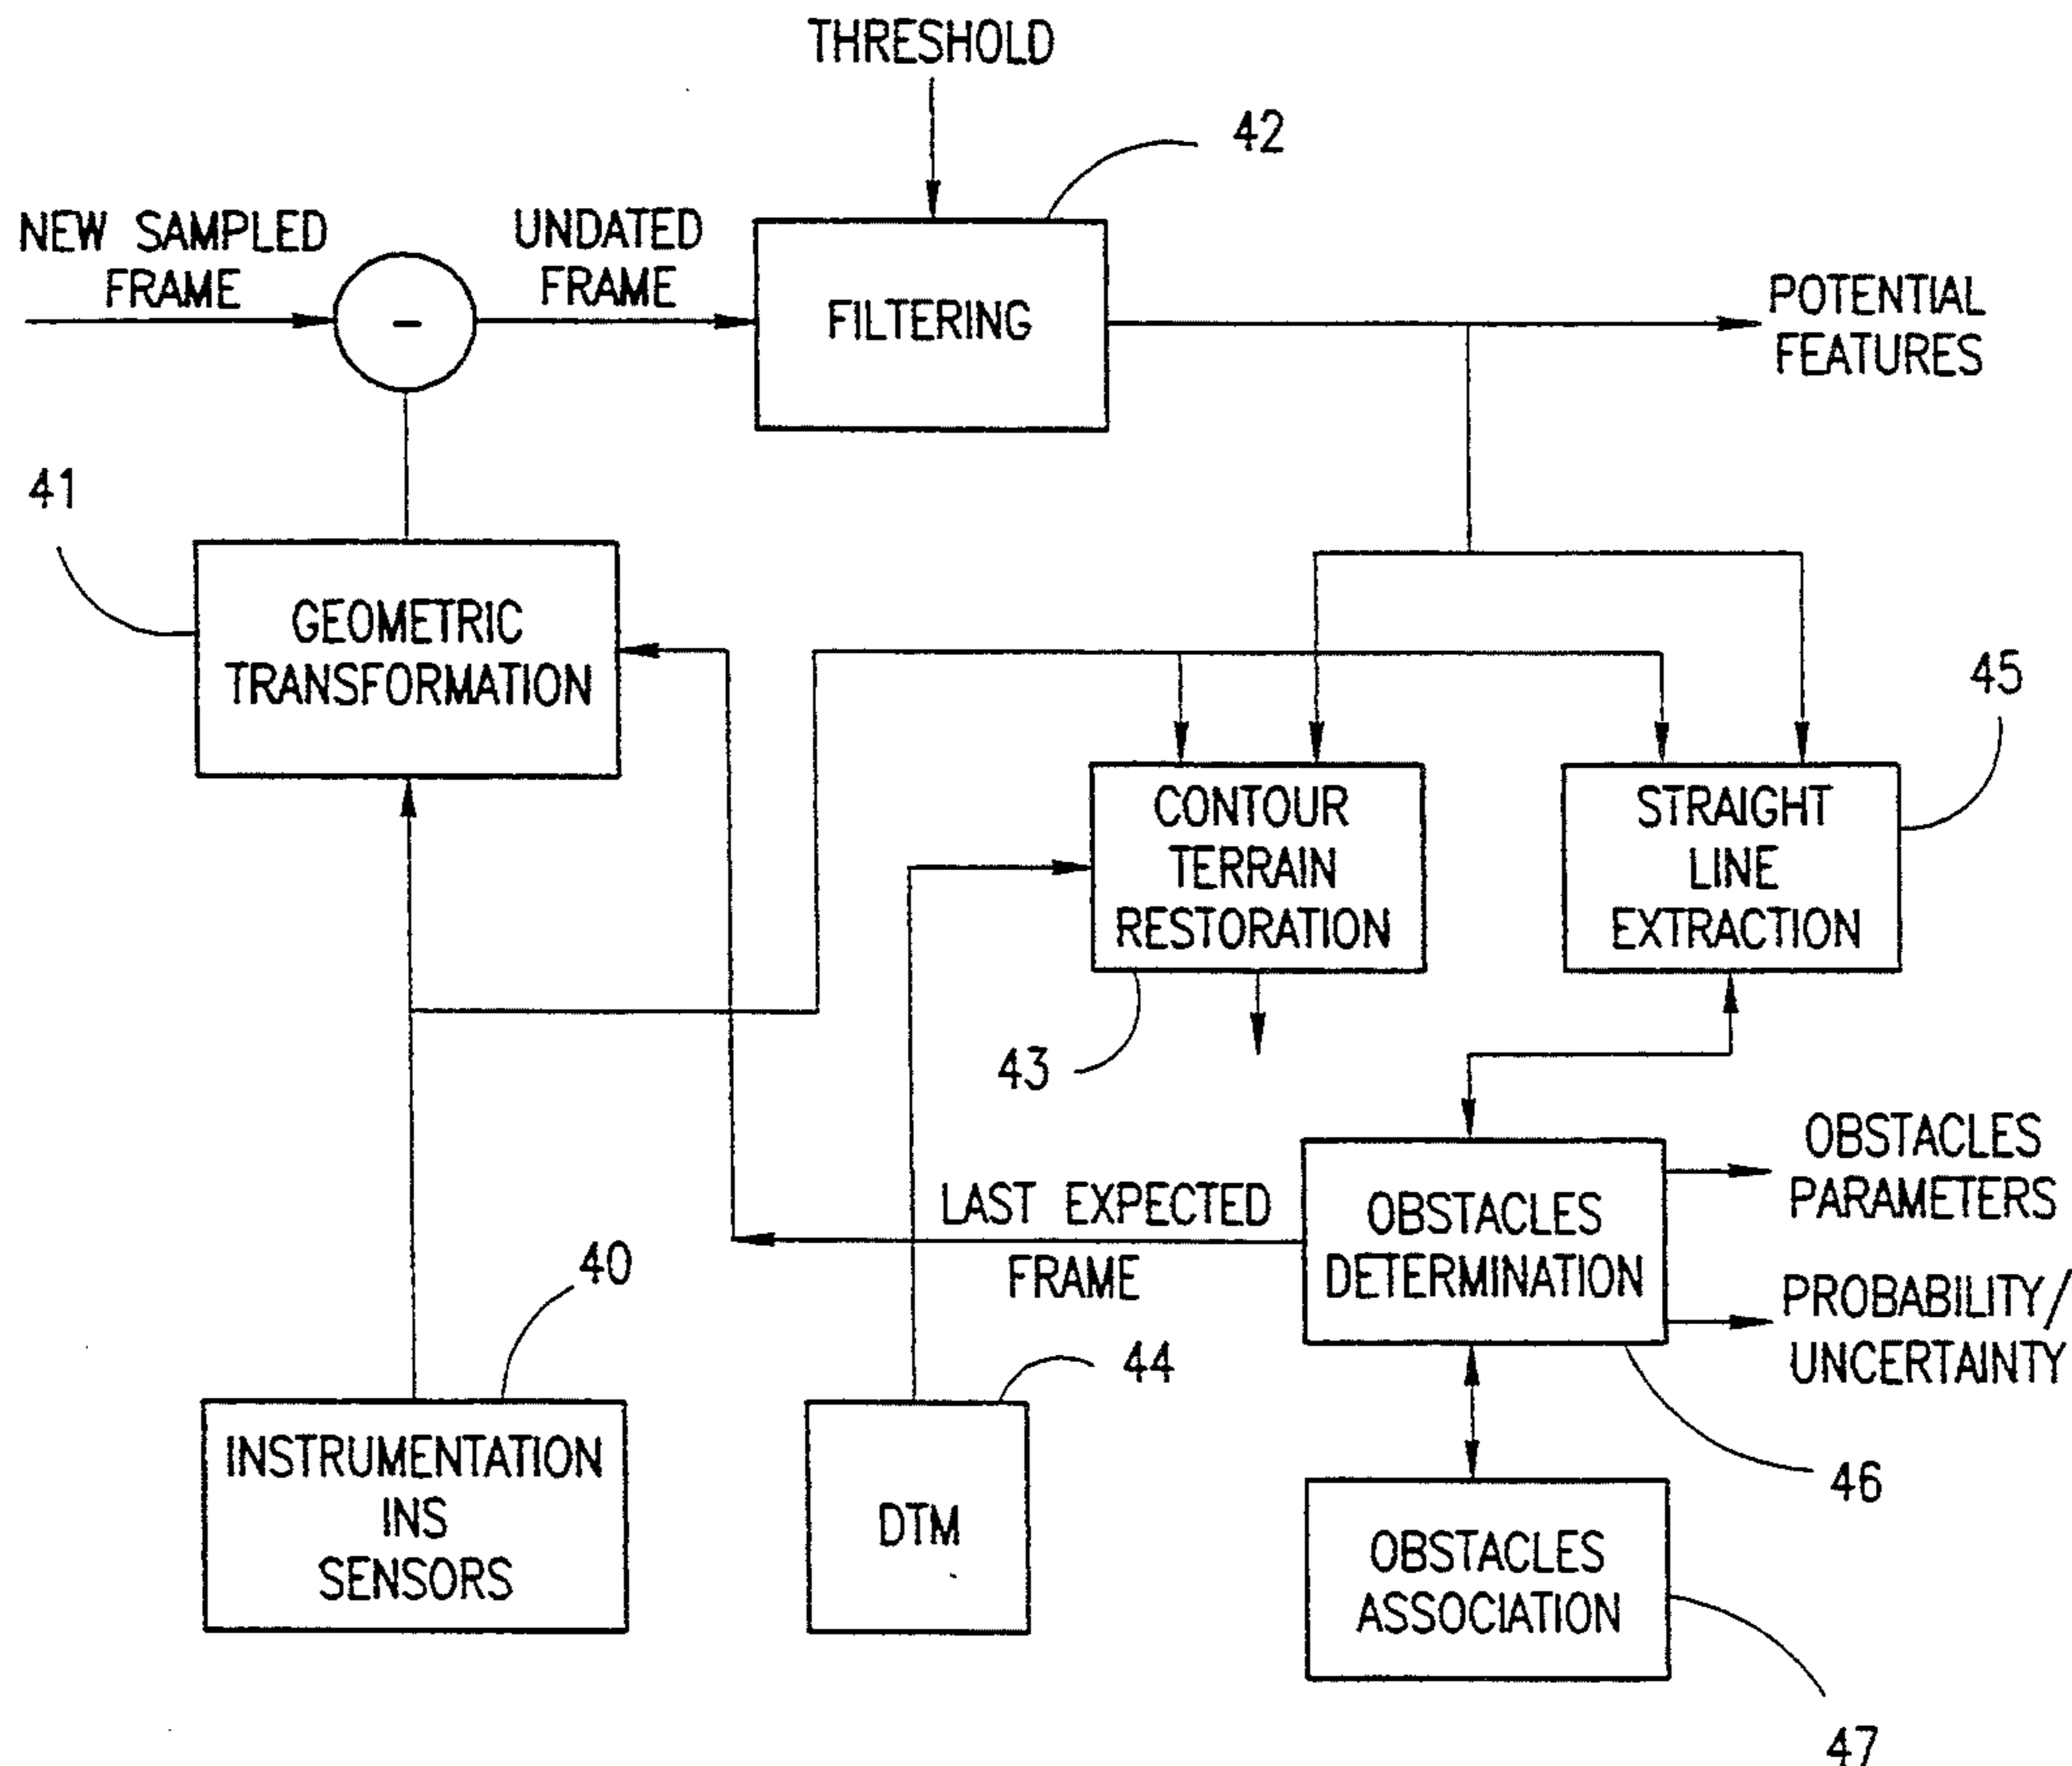 THRESHOLD
42
NEW SAMPLED
FRAME
UNDATED
FRAME
-
FILTERING
POTENTIAL
FEATURES
41
GEOMETRIC
TRANSFORMATION
45
CONTOUR
TERRAIN
RESTORATION
STRAIGHT
LINE
EXTRACTION
43
OBSTACLES
PARAMETERS
LAST EXPECTED
FRAME
OBSTACLES
DETERMINATION
PROBABILITY/
UNCERTAINTY
40
44
46
INSTRUMENTATION
INS
SENSORS
DTM
OBSTACLES
ASSOCIATION
47